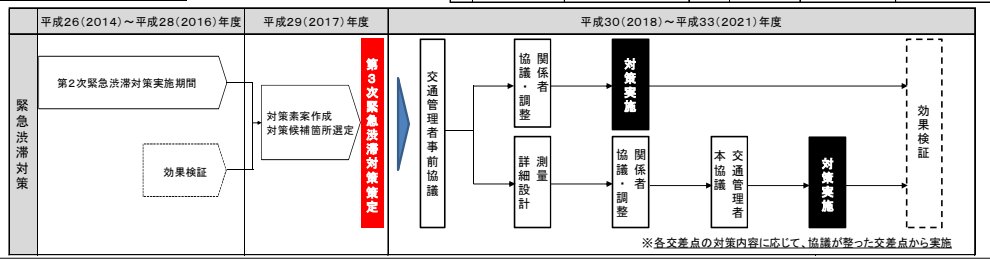 平成26(2014)～平成28(2016)年度
平成29(2017)年度
平成30(2018)～平成33(2021)年度
緊急渋滞対策
第2次緊急渋滞対策実施期間
効果検証
対策素案作成
対策候補箇所選定
第3次緊急渋滞対策策定
交通管理者事前協議
関係者
協議・調整
対策実施
測量
詳細設計
関係者
協議・調整
交通管理者
本協議
対策実施
効果検証
※各交差点の対策内容に応じて、協議が整った交差点から実施